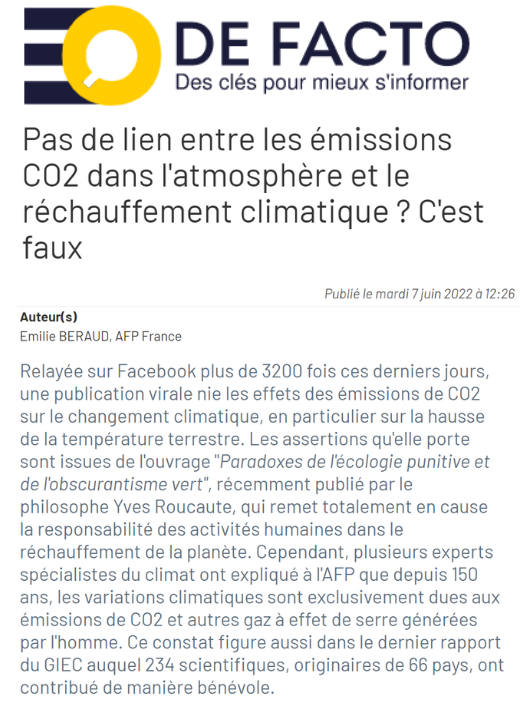 DE FACTO
Des clés pour mieux s'informer
Pas de lien entre les émissions
CO2 dans l'atmosphère et le
réchauffement climatique ? C'est
faux
Publié le mardi 7 juin 2022 à 12:26
Auteur(s)
Emilie BERAUD, AFP France
Relayée sur Facebook plus de 3200 fois ces derniers jours,
une publication virale nie les effets des émissions de CO2
sur le changement climatique, en particulier sur la hausse
de la température terrestre. Les assertions qu'elle porte
sont issues de l'ouvrage "Paradoxes de l'écologie punitive et
de l'obscurantisme vert", récemment publié par le
philosophe Yves Roucaute, qui remet totalement en cause
la responsabilité des activités humaines dans le
réchauffement de la planète. Cependant, plusieurs experts
spécialistes du climat ont expliqué à l'AFP que depuis 150
ans, les variations climatiques sont exclusivement dues aux
émissions de CO2 et autres gaz à effet de serre générées
par l'homme. Ce constat figure aussi dans le dernier rapport
du GIEC auquel 234 scientifiques, originaires de 66 pays, ont
contribué de manière bénévole.